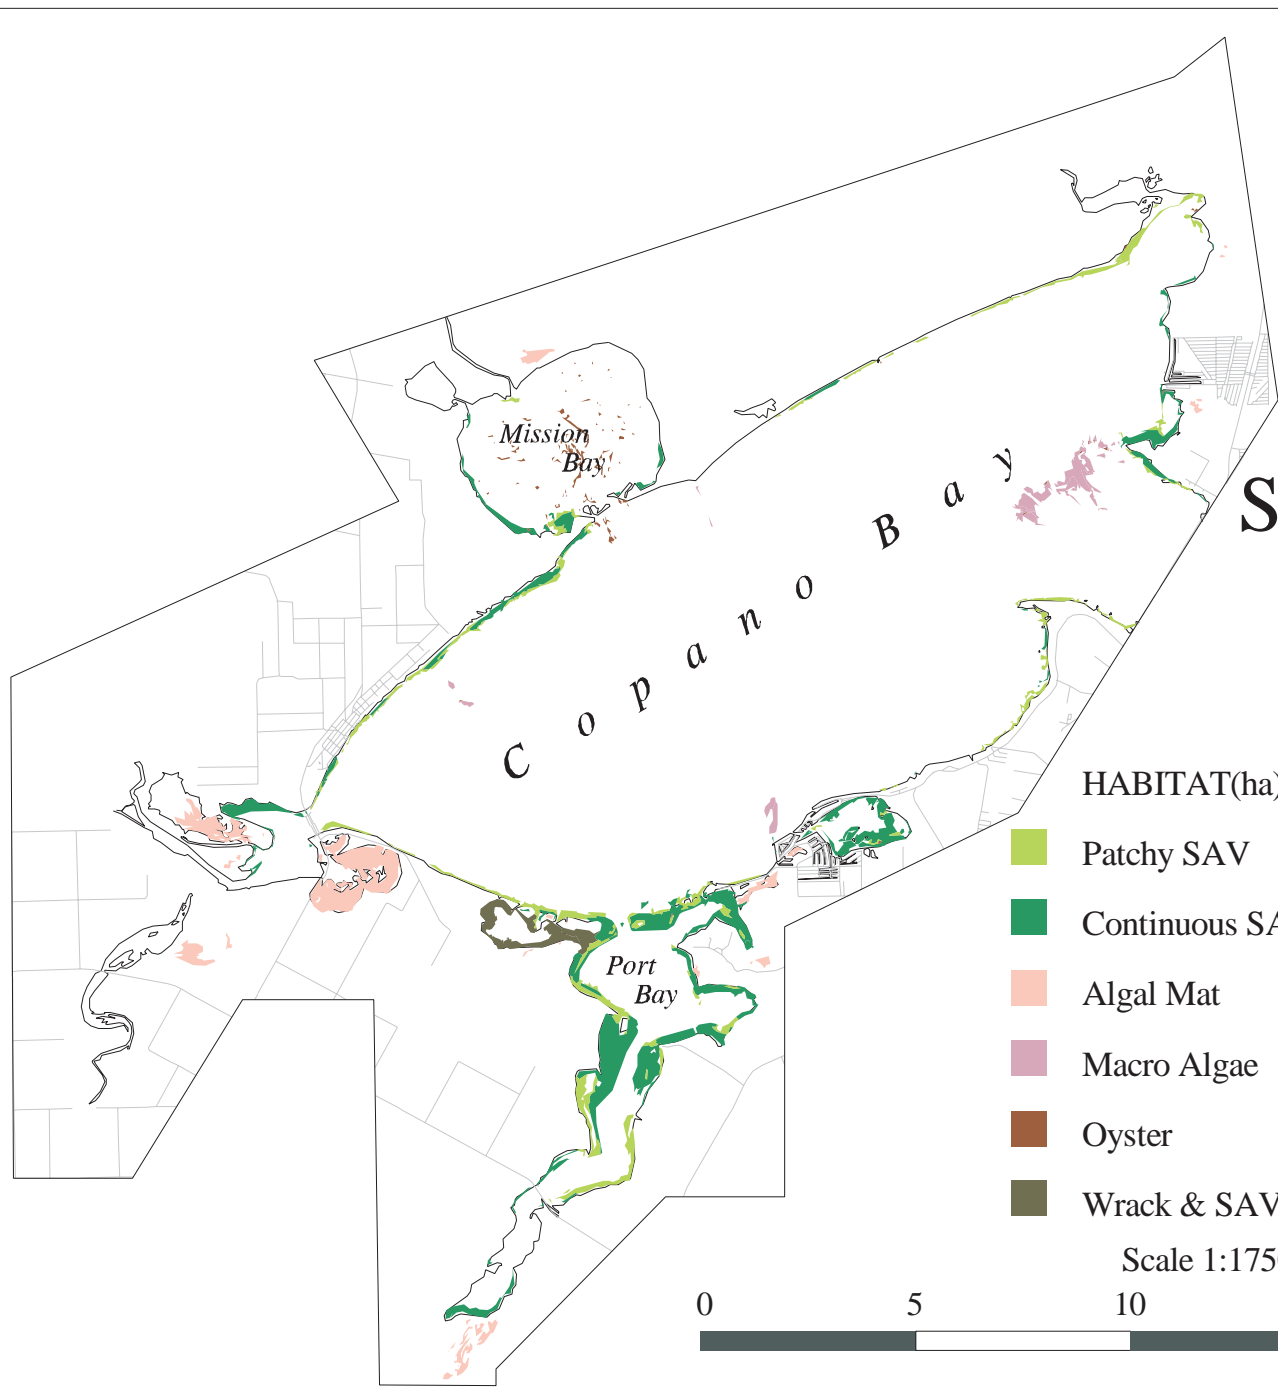 Mission
Bay
Copano Bay
S
HABITAT(ha)
Patchy SAV
Continuous SA
Algal Mat
Port
Bay
Macro Algae
Oyster
Wrack & SAV
Scale 1:175
0 5 10